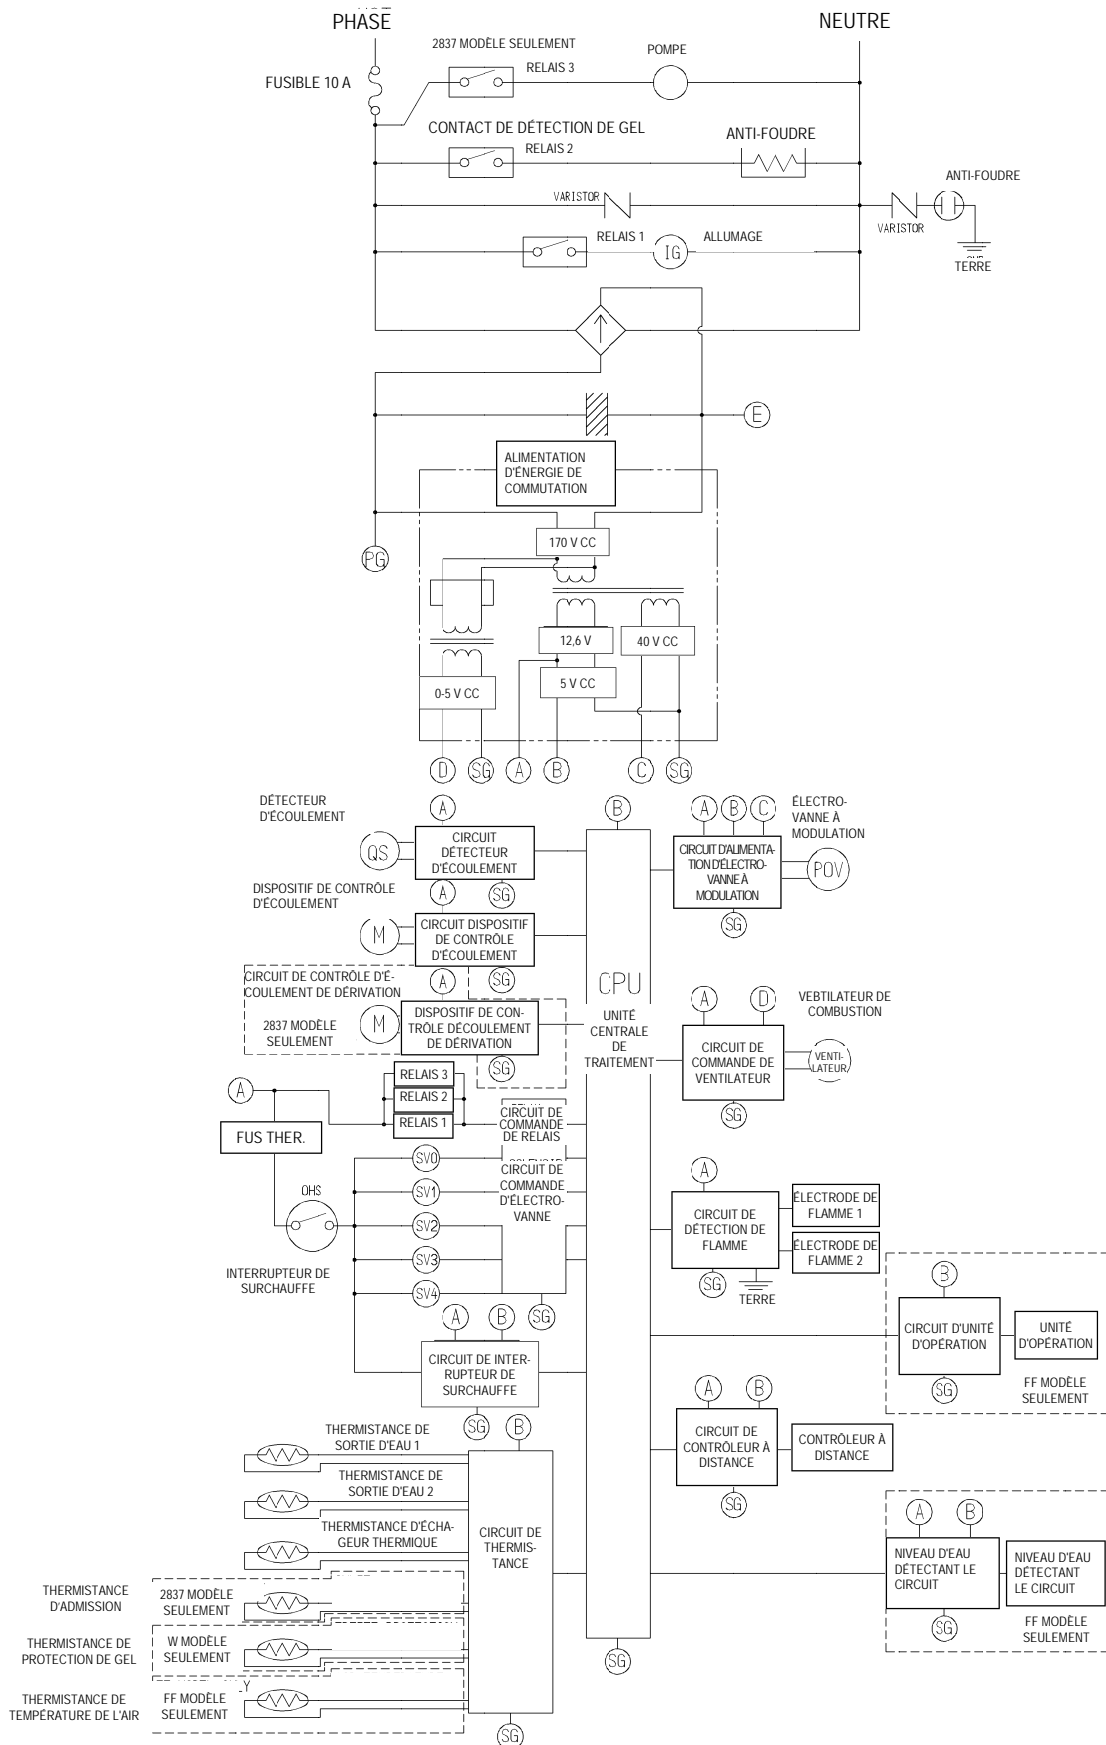 PHASE
NEUTRE
2837 MODÈLE SEULEMENT
POMPE
RELAIS 3
FUSIBLE 10 A
CONTACT DE DÉTECTION DE GEL
ANTI-FOUDRE
RELAIS 2
ANTI-FOUDRE
VARISTOR
VARISTOR
RELAIS 1
ALLUMAGE
IG
TERRE
E
ALIMENTATION
D'ÉNERGIE DE
COMMUTATION
170 V CC
PG
12,6 V
40 V CC
5 V CC
0-5 V CC
D
SG
A
B
C
SG
DÉTECTEUR
D'ÉCOULEMENT
A
QS
CIRCUIT
DÉTECTEUR
D'ÉCOULEMENT
SG
DISPOSITIF DE CONTRÔLE
D'ÉCOULEMENT
A
M
CIRCUIT DISPOSITIF
DE CONTRÔLE
D'ÉCOULEMENT
SG
CIRCUIT DE CONTRÔLE D'É-
COULEMENT DE DÉRIVATION
A
2837 MODÈLE
SEULEMENT
M
DISPOSITIF DE CON-
TRÔLE DÉCOULEMENT
DE DÉRIVATION
SG
B
CPU
UNITÉ
CENTRALE
DE
TRAITEMENT
SG
A
B
C
ÉLECTRO-
VANNE À
MODULATION
CIRCUIT D'ALIMENTA-
TION D'ÉLECTRO-
VANNE À
MODULATION
POV
SG
A
D
VEBTILATEUR DE
COMBUSTION
CIRCUIT DE
COMMANDE DE
VENTILATEUR
VENTI-
LATEUR
SG
A
RELAIS 3
RELAIS 2
RELAIS 1
FUS THER.
CIRCUIT DE
COMMANDE
DE RELAIS
OHS
INTERRUPTEUR DE
SURCHAUFFE
SV0
SV1
SV2
SV3
SV4
CIRCUIT DE
COMMANDE
D'ÉLECTRO-
VANNE
SG
A
CIRCUIT DE
DÉTECTION DE
FLAMME
ÉLECTRODE DE
FLAMME 1
ÉLECTRODE DE
FLAMME 2
SG
TERRE
A
B
CIRCUIT DE INTER-
RUPTEUR DE
SURCHAUFFE
SG
B
B
CIRCUIT D'UNITÉ
D'OPÉRATION
UNITÉ
D'OPÉRATION
SG
FF MODÈLE
SEULEMENT
A
B
CIRCUIT DE
CONTRÔLEUR À
DISTANCE
CONTRÔLEUR À
DISTANCE
SG
THERMISTANCE DE
SORTIE D'EAU 1
THERMISTANCE DE
SORTIE D'EAU 2
THERMISTANCE D'ÉCHA-
GEUR THERMIQUE
CIRCUIT DE
THERMIS-
TANCE
THERMISTANCE
D'ADMISSION
2837 MODÈLE
SEULEMENT
THERMISTANCE DE
PROTECTION DE GEL
W MODÈLE
SEULEMENT
THERMISTANCE DE
TEMPÉRATURE DE L'AIR
FF MODÈLE
SEULEMENT
SG
A
B
NIVEAU D'EAU
DÉTECTANT LE
CIRCUIT
NIVEAU D'EAU
DÉTECTANT
LE CIRCUIT
SG
FF MODÈLE
SEULEMENT